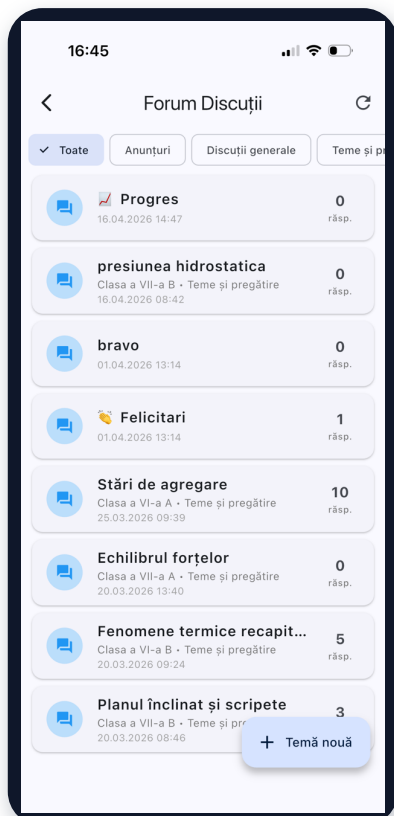 16:45
Forum Discuții
Toate
Anunțuri
Discuții generale
Teme și
📈 Progres
0
16.04.2026 14:47
răsp.
presiunea hidrostatica
Clasa a VII-a B • Teme și pregătire
0
16.04.2026 08:42
răsp.
bravo
0
01.04.2026 13:14
răsp.
👏 Felicitari
1
01.04.2026 13:14
răsp.
Stări de agregare
Clasa a VI-a A • Teme și pregătire
10
25.03.2026 09:39
răsp.
Echilibrul forțelor
Clasa a VII-a A • Teme și pregătire
0
20.03.2026 13:40
răsp.
Fenomene termice recapit...
Clasa a VI-a B • Teme și pregătire
5
20.03.2026 09:24
răsp.
Planul înclinat și scripete
Clasa a VII-a B • Teme și
3
20.03.2026 08:46
+ Temă nouă